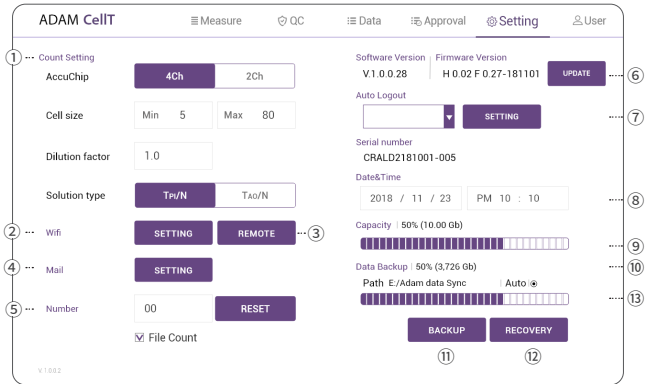 ADAM CellT
Measure QC Data Approval Setting User
① Count Setting
AccuChip 4Ch 2Ch
Cell size Min 5 Max 80
Dilution factor 1.0
Solution type TPI/N TAO/N
② Wifi SETTING REMOTE ③
④ Mail SETTING
⑤ Number 00 RESET
File Count
V 1.0.0.2
Software Version Firmware Version
V.1.0.0.28 H 0.02 F 0.27-181101 UPDATE ⑥
Auto Logout
SETTING ⑦
Serial number
CRALD2181001-005
Date&Time
2018 / 11 / 23 PM 10 : 10 ⑧
Capacity 50% (10.00 Gb)
⑨
Data Backup 50% (3,726 Gb) ⑩
Path E:/Adam data Sync Auto
⑬
BACKUP RECOVERY
⑪ ⑫